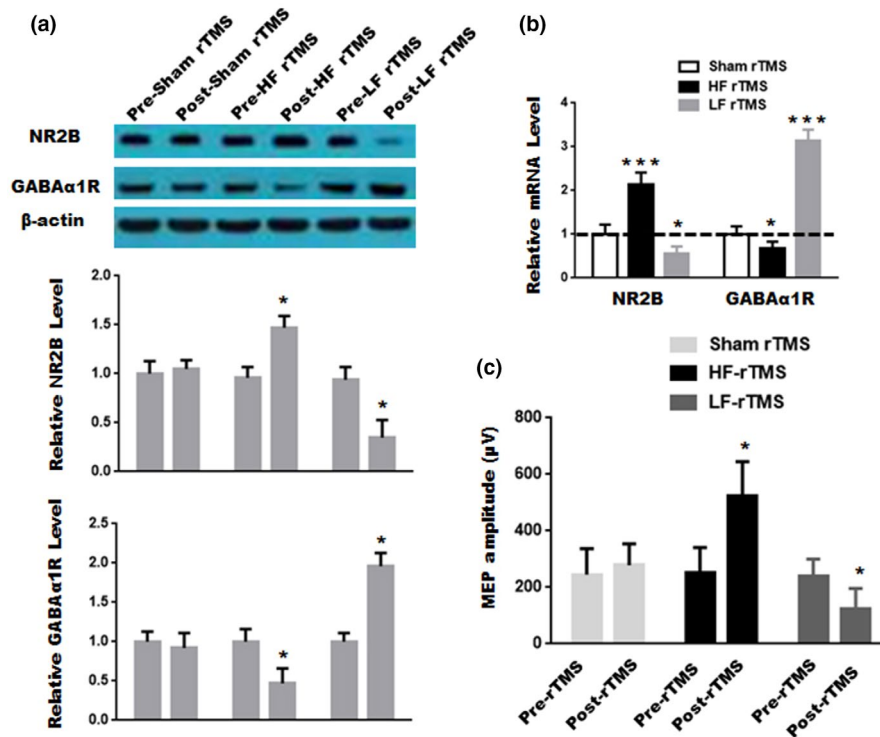 (a)
Pre-Sham rTMS
Post-Sham rTMS
Pre-HF rTMS
Post-HF rTMS
Pre-LF rTMS
Post-LF rTMS
NR2B
GABAα1R
β-actin
Relative NR2B Level
2.0
1.5
1.0
0.5
0.0
*
*
Relative GABAα1R Level
2.5
2.0
1.5
1.0
0.5
0.0
*
*
(b)
Sham rTMS
HF rTMS
LF rTMS
Relative mRNA Level
4
3
2
1
0
***
*
*
***
NR2B
GABAα1R
(c)
Sham rTMS
HF-rTMS
LF-rTMS
MEP amplitude (µV)
800
600
400
200
0
*
*
Pre-rTMS
Post-rTMS
Pre-rTMS
Post-rTMS
Pre-rTMS
Post-rTMS